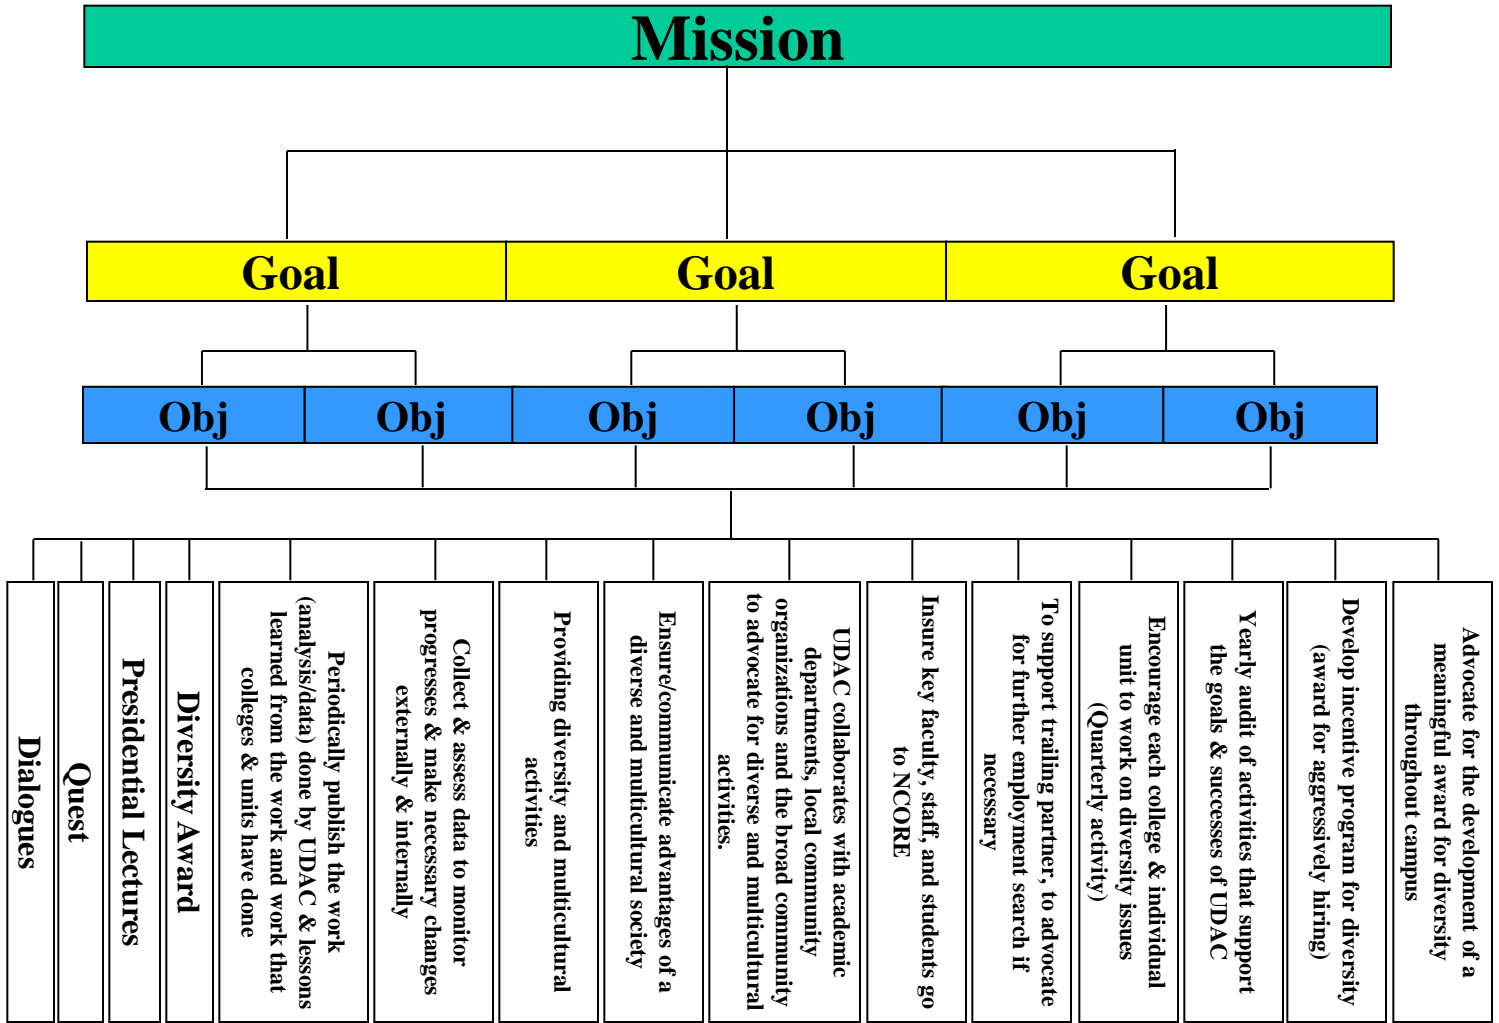 Mission
Goal
Goal
Goal
Obj
Obj
Obj
Obj
Obj
Obj
Dialogues
Quest
Presidential Lectures
Diversity Award
Periodically publish the work
(analysis/data) done by UDAC & lessons
learned from the work and work that
colleges & units have done
Collect & assess data to monitor
progresses & make necessary changes
externally & internally
Providing diversity and multicultural
activities
Ensure/communicate advantages of a
diverse and multicultural society
UDAC collaborates with academic
departments, local community
organizations and the broad community
to advocate for diverse and multicultural
activities.
Insure key faculty, staff, and students go
to NCORE
To support trailing partner, to advocate
for further employment search if
necessary
Encourage each college & individual
unit to work on diversity issues
(Quarterly activity)
Yearly audit of activities that support
the goals & successes of UDAC
Develop incentive program for diversity
(award for aggressively hiring)
Advocate for the development of a
meaningful award for diversity
throughout campus